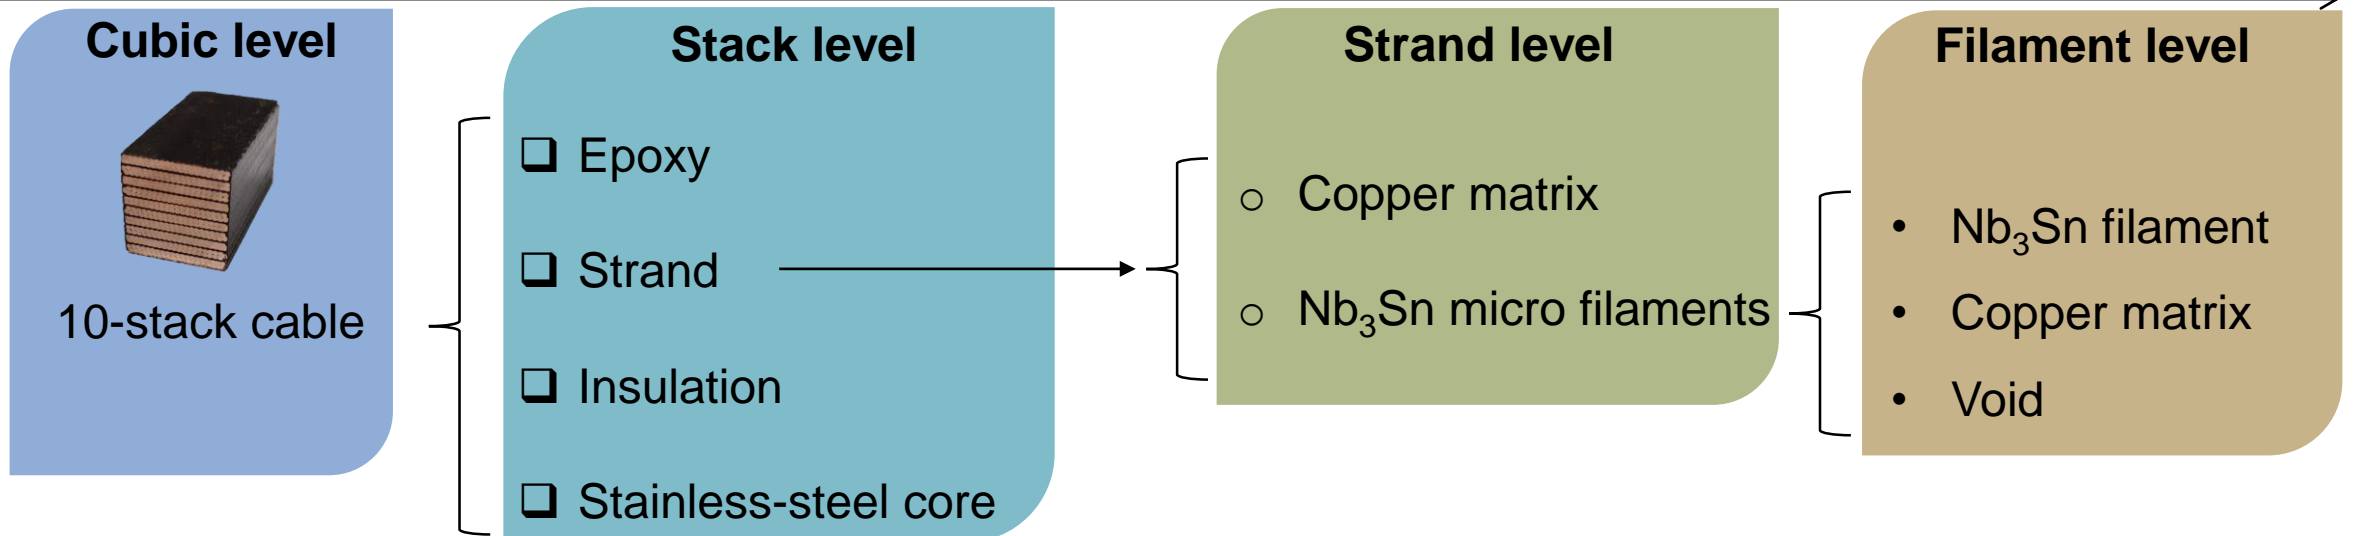 Cubic level
10-stack cable
Stack level
❑ Epoxy
❑ Strand
❑ Insulation
❑ Stainless-steel core
Strand level
○ Copper matrix
○ Nb₃Sn micro filaments
Filament level
• Nb₃Sn filament
• Copper matrix
• Void